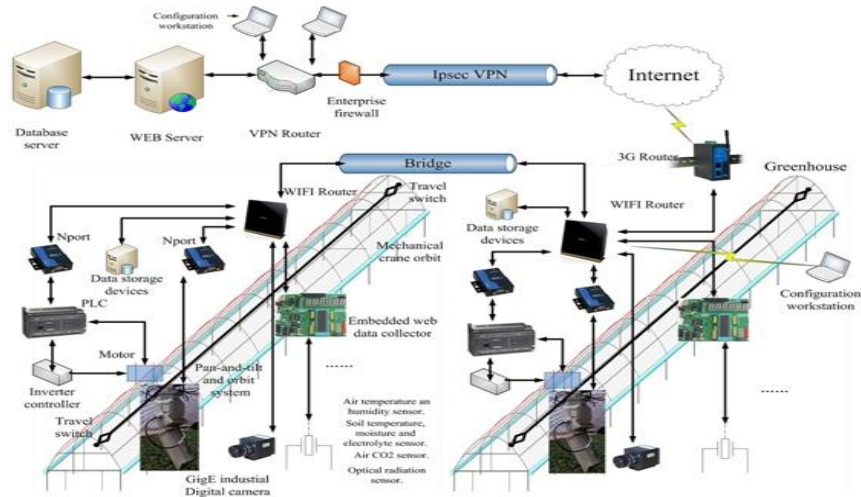 Configuration
workstation
Database
server
WEB Server
VPN Router
Enterprise
firewall
Ipsec VPN
Internet
3G Router
Bridge
Greenhouse
WIFI Router
Travel
switch
Nport
Data storage
devices
Nport
Mechanical
crane orbit
PLC
Motor
Embedded web
data collector
Inverter
controller
Pan-and-tilt
and orbit
system
......
Travel
switch
GigE industial
Digital camera
Air temperature an
humidity sensor.
Soil temperature,
moisture and
electrolyte sensor.
Air CO2 sensor.
Optical radiation
sensor.
Data storage
devices
WIFI Router
Configuration
workstation
......